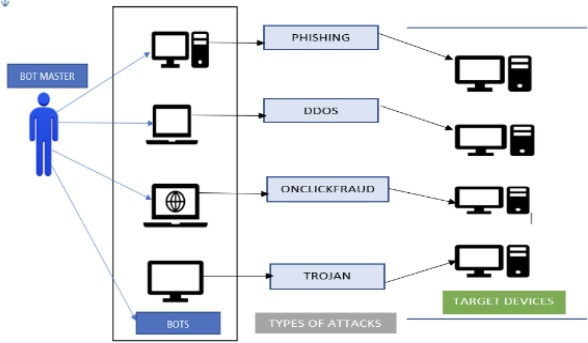 BOT MASTER
PHISHING
DDOS
ONCLICKFRAUD
TROJAN
BOTS
TYPES OF ATTACKS
TARGET DEVICES